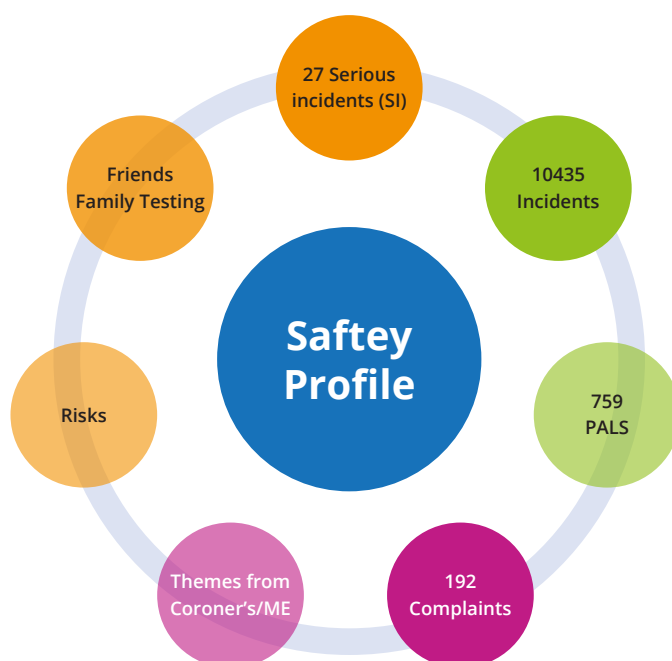 27 Serious
incidents (SI)
Friends
Family Testing
10435
Incidents
Saftey
Profile
Risks
759
PALS
Themes from
Coroner’s/ME
192
Complaints